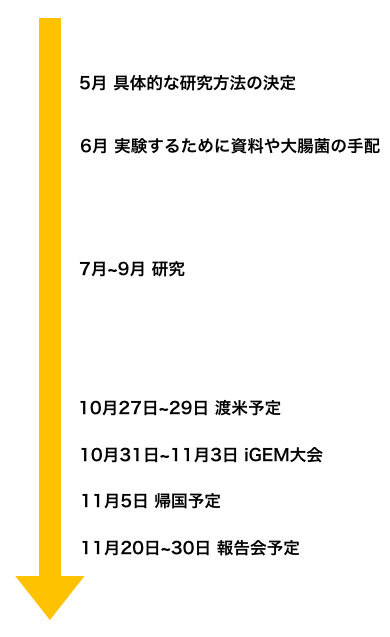 5月 具体的な研究方法の決定
6月 実験するために資料や大腸菌の手配
7月~9月 研究
10月27日~29日 渡米予定
10月31日~11月3日 iGEM大会
11月5日 帰国予定
11月20日~30日 報告会予定